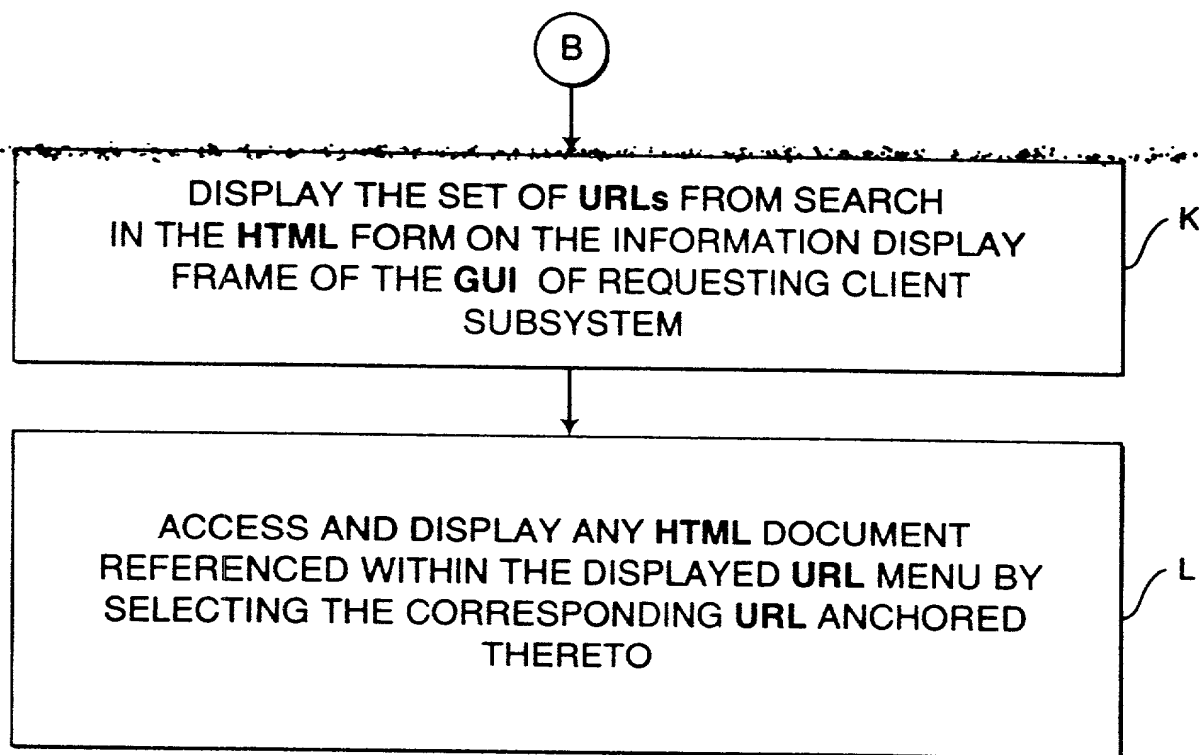 B
DISPLAY THE SET OF URLs FROM SEARCH
IN THE HTML FORM ON THE INFORMATION DISPLAY
FRAME OF THE GUI OF REQUESTING CLIENT
SUBSYSTEM
K
ACCESS AND DISPLAY ANY HTML DOCUMENT
REFERENCED WITHIN THE DISPLAYED URL MENU BY
SELECTING THE CORRESPONDING URL ANCHORED
THERETO
L